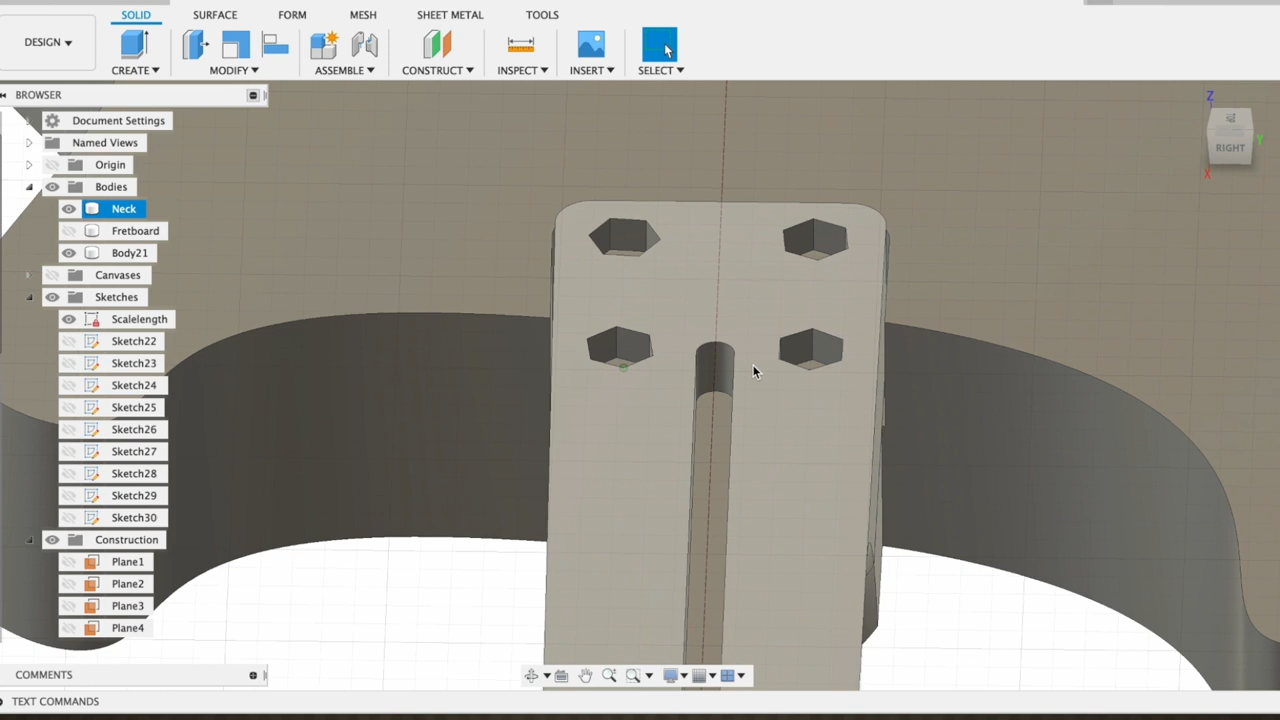 SOLID SURFACE FORM MESH SHEET METAL TOOLS
DESIGN
CREATE MODIFY ASSEMBLE CONSTRUCT INSPECT INSERT SELECT
BROWSER
Document Settings
Named Views
Origin
Bodies
Neck
Fretboard
Body21
Canvases
Sketches
Scalelength
Sketch22
Sketch23
Sketch24
Sketch25
Sketch26
Sketch27
Sketch28
Sketch29
Sketch30
Construction
Plane1
Plane2
Plane3
Plane4
Z
RIGHT
Y
X
COMMENTS
TEXT COMMANDS